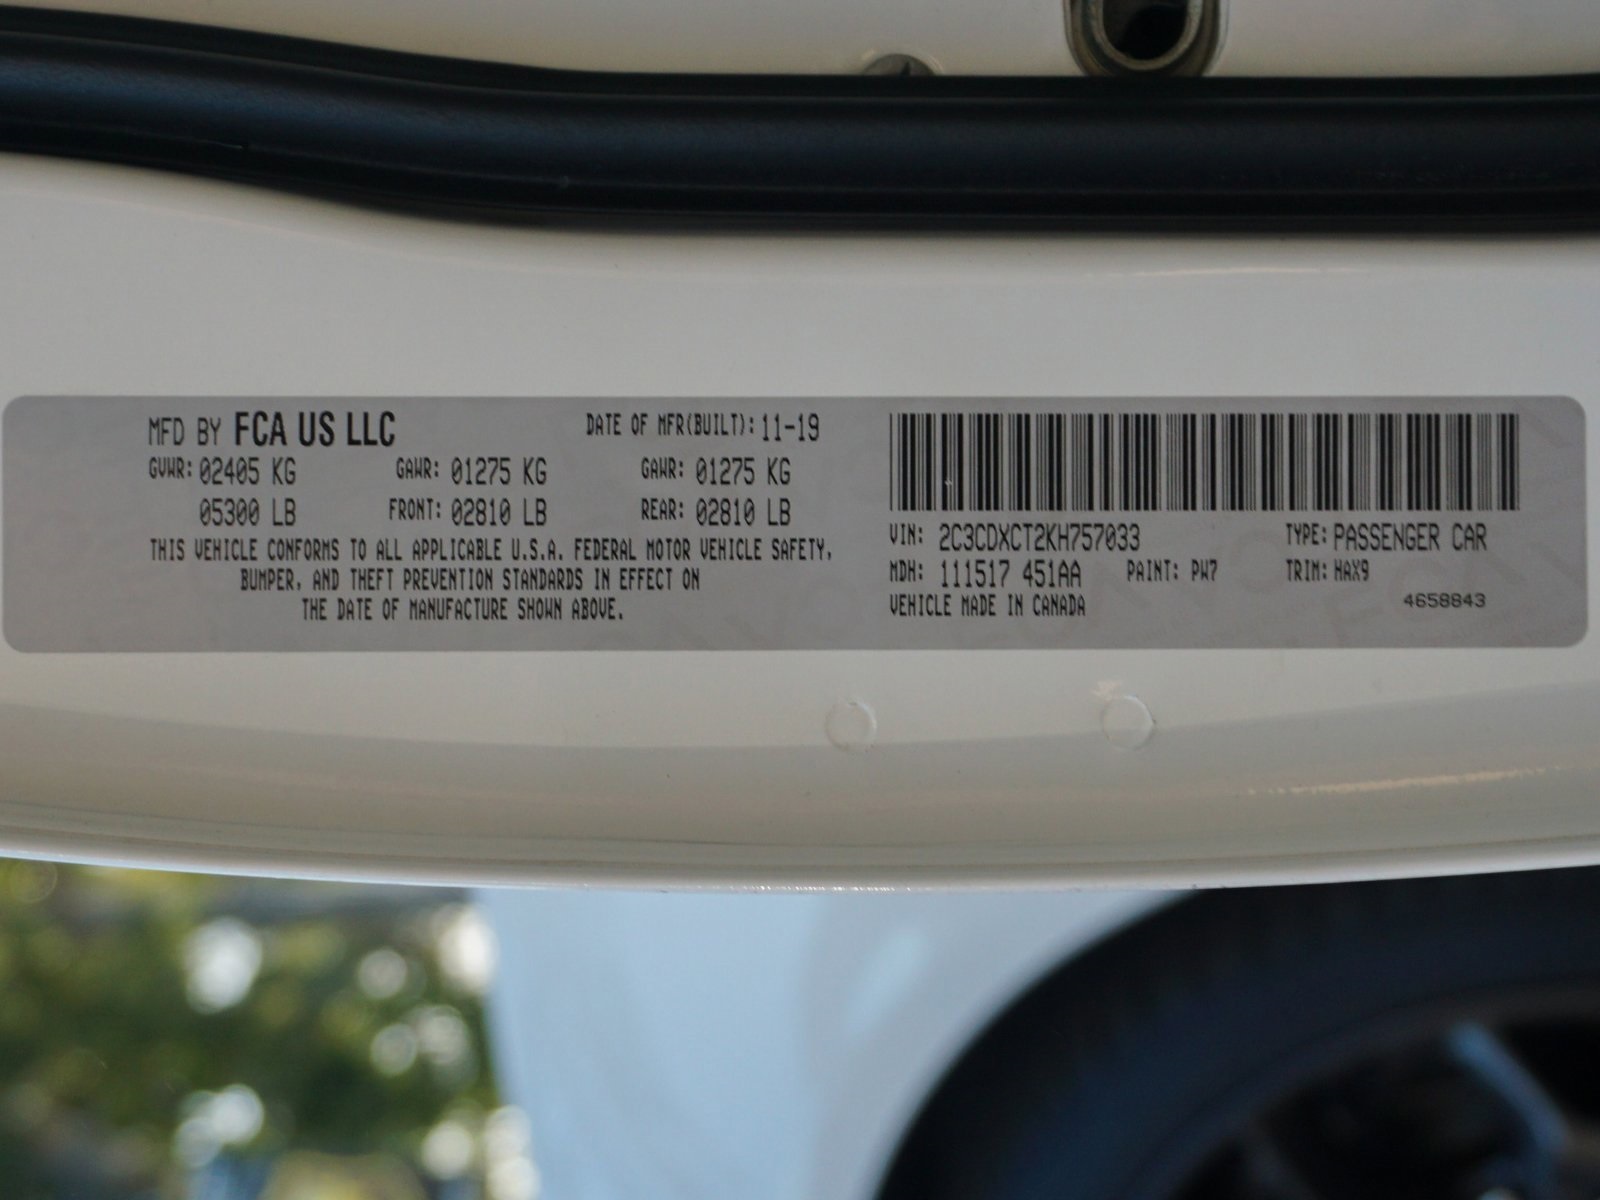 MFD BY FCA US LLC DATE OF MFR(BUILT): 11-19
GVWR: 02405 KG GAWR: 01275 KG GAWR: 01275 KG
05300 LB FRONT: 02810 LB REAR: 02810 LB
THIS VEHICLE CONFORMS TO ALL APPLICABLE U.S.A. FEDERAL MOTOR VEHICLE SAFETY,
BUMPER, AND THEFT PREVENTION STANDARDS IN EFFECT ON
THE DATE OF MANUFACTURE SHOWN ABOVE.
VIN: 2C3CDXCT2KH757033 TYPE: PASSENGER CAR
MDH: 111517 451AA PAINT: PW7 TRIM: HAX9
VEHICLE MADE IN CANADA 4658843